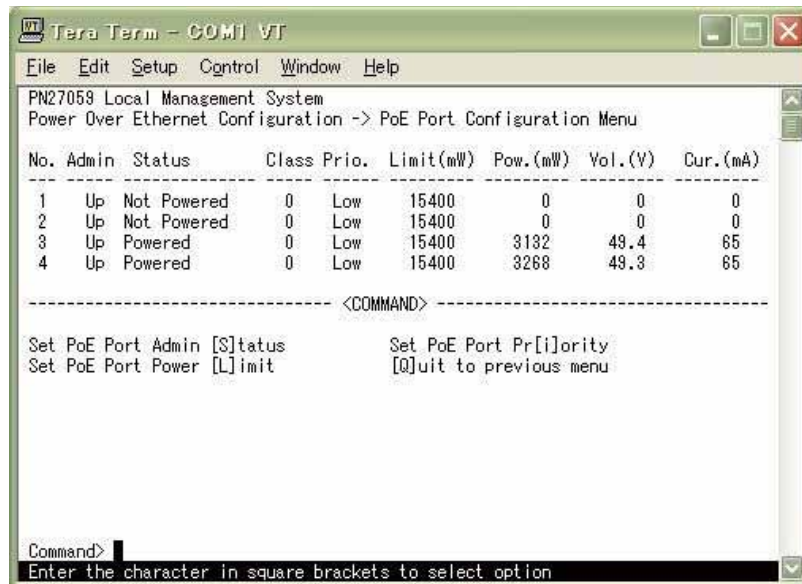 Tera Term - COM1 VT
File Edit Setup Control Window Help
PN27059 Local Management System
Power Over Ethernet Configuration -> PoE Port Configuration Menu
No. Admin Status Class Prio. Limit(mW) Pow.(mW) Vol.(V) Cur.(mA)
--- ----- ------------- ----- ----- --------- -------- ------- --------
1 Up Not Powered 0 Low 15400 0 0 0
2 Up Not Powered 0 Low 15400 0 0 0
3 Up Powered 0 Low 15400 3132 49.4 65
4 Up Powered 0 Low 15400 3268 49.3 65
------------------------------- <COMMAND> ----------------------------------
Set PoE Port Admin [S]tatus Set PoE Port Pr[i]ority
Set PoE Port Power [L]imit [Q]uit to previous menu
Command>
Enter the character in square brackets to select option